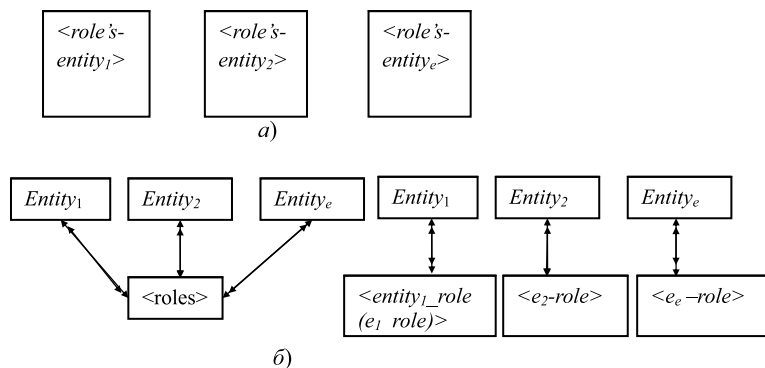 <role’s- <role’s- <role’s-
entity₁> entity₂> entityₑ>
а)
Entity₁ Entity₂ Entityₑ Entity₁ Entity₂ Entityₑ
<roles> <entity₁_role <e₂-role> <eₑ –role>
(e₁ role)>
б)